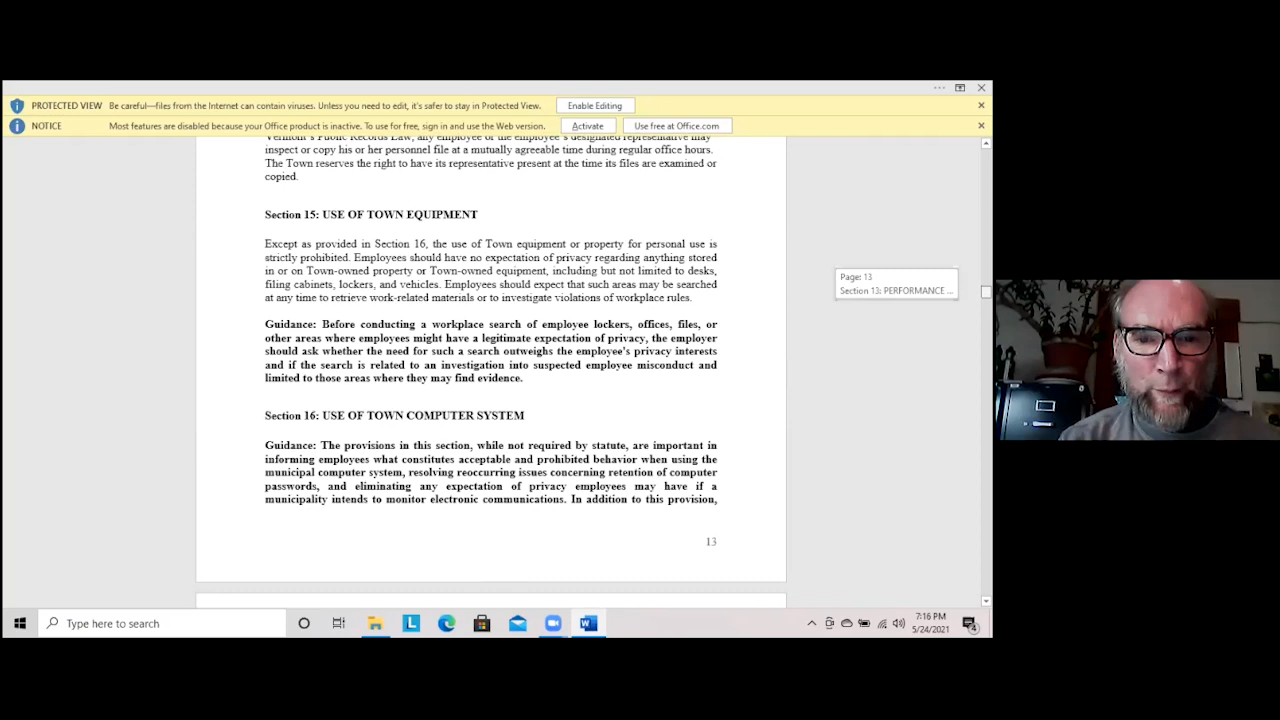 PROTECTED VIEW Be careful—files from the Internet can contain viruses. Unless you need to edit, it's safer to stay in Protected View. Enable Editing
NOTICE Most features are disabled because your Office product is inactive. To use for free, sign in and use the Web version. Activate Use free at Office.com
Vermont's Public Records Law, any employee or the employee's designated representative may
inspect or copy his or her personnel file at a mutually agreeable time during regular office hours.
The Town reserves the right to have its representative present at the time its files are examined or
copied.
Section 15: USE OF TOWN EQUIPMENT
Except as provided in Section 16, the use of Town equipment or property for personal use is
strictly prohibited. Employees should have no expectation of privacy regarding anything stored
in or on Town-owned property or Town-owned equipment, including but not limited to desks,
filing cabinets, lockers, and vehicles. Employees should expect that such areas may be searched
at any time to retrieve work-related materials or to investigate violations of workplace rules.
Page: 13
Section 13: PERFORMANCE ...
Guidance: Before conducting a workplace search of employee lockers, offices, files, or
other areas where employees might have a legitimate expectation of privacy, the employer
should ask whether the need for such a search outweighs the employee's privacy interests
and if the search is related to an investigation into suspected employee misconduct and
limited to those areas where they may find evidence.
Section 16: USE OF TOWN COMPUTER SYSTEM
Guidance: The provisions in this section, while not required by statute, are important in
informing employees what constitutes acceptable and prohibited behavior when using the
municipal computer system, resolving reoccurring issues concerning retention of computer
passwords, and eliminating any expectation of privacy employees may have if a
municipality intends to monitor electronic communications. In addition to this provision,
13
Type here to search
7:16 PM
5/24/2021
4